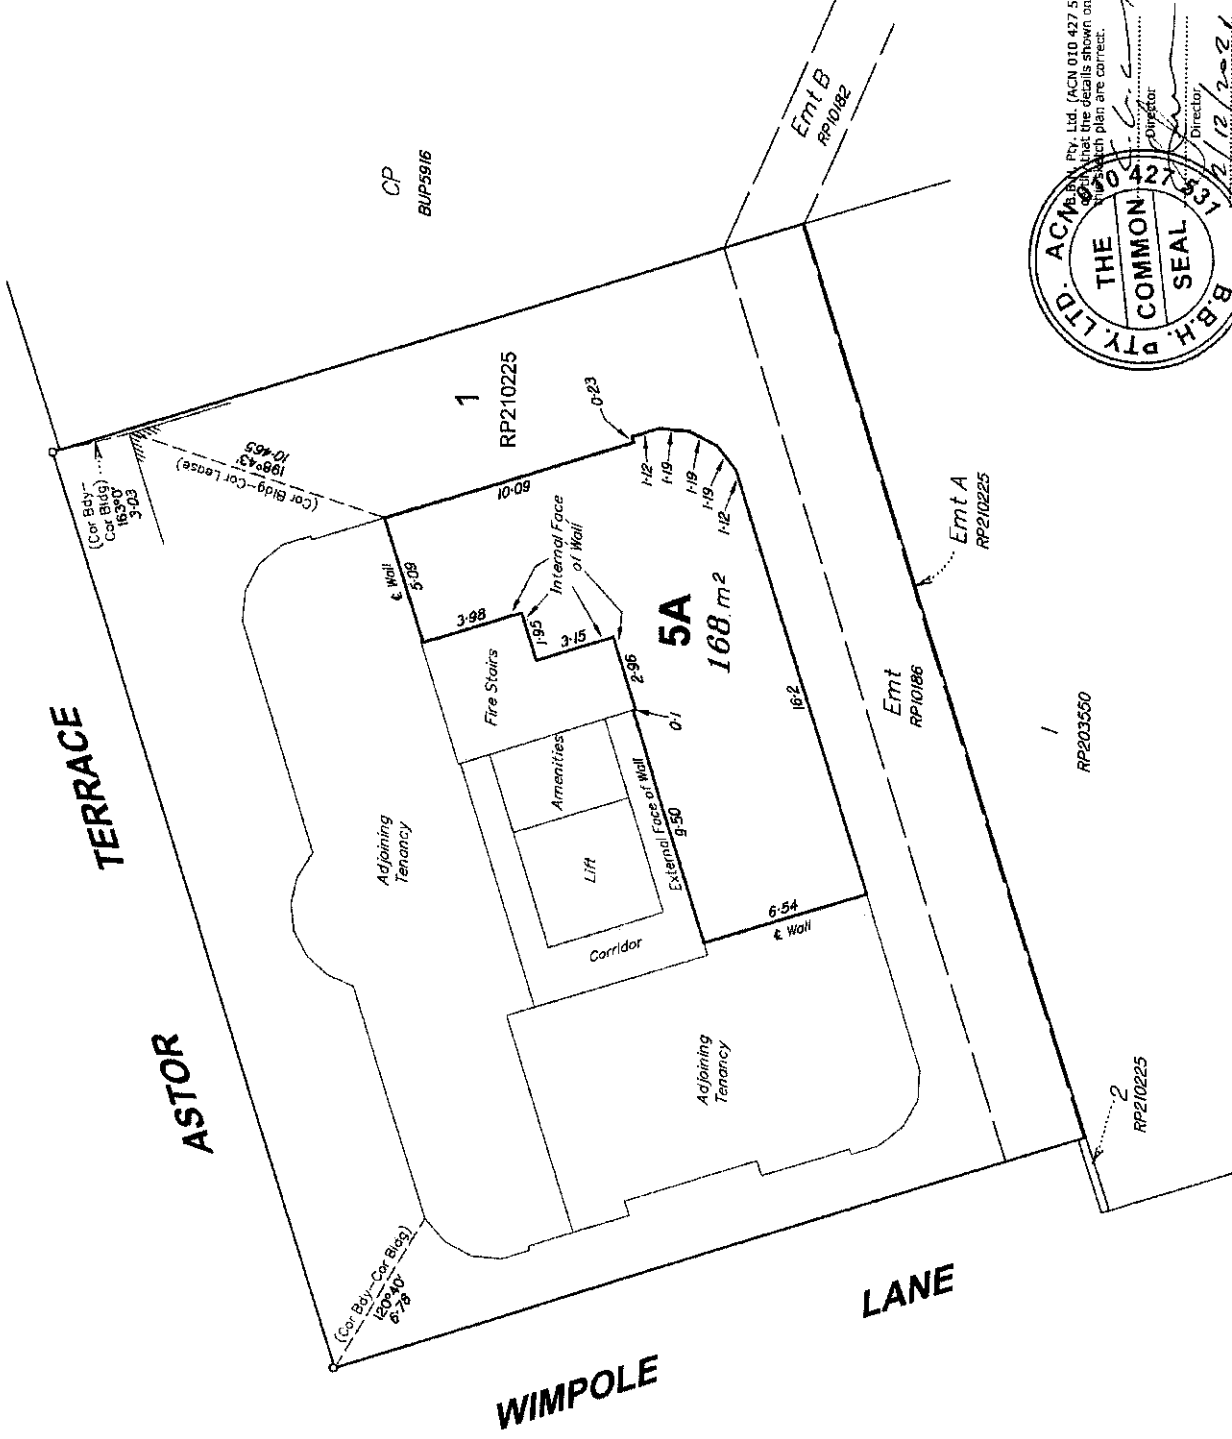 TERRACE
ASTOR
WIMPOLE
LANE
CP
BUP5916
Emt B
RP10182
1
RP210225
(Cor Bdy-
Cor Bldg)
163°0'
3·03
(Cor Bldg-Cor Lease)
198°43'
10·465
0·23
10·09
℄ Wall
5·09
Internal Face
of Wall
3·98
1·95
3·15
2·96
0·1
1·12
1·19
1·19
1·19
1·12
5A
168 m²
Fire Stairs
Amenities
Lift
Corridor
External Face of Wall
9·50
16·2
6·54
℄ Wall
Adjoining
Tenancy
Adjoining
Tenancy
(Cor Bdy-Cor Bldg)
120°40'
6·78
Emt A
RP210225
Emt
RP10186
1
RP203550
2
RP210225
Pty. Ltd. (ACN 010 427 5
that the details shown on
plan are correct.
Director
Director
B.B.H. PTY. LTD. ACN 010 427 531
THE
COMMON
SEAL